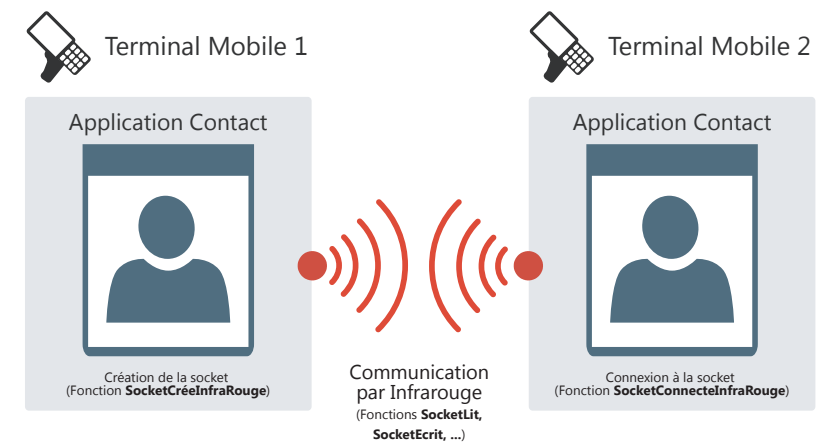 Terminal Mobile 1
Terminal Mobile 2
Application Contact
Application Contact
Création de la socket
(Fonction SocketCréeInfraRouge)
Communication
par Infrarouge
(Fonctions SocketLit,
SocketEcrit, ...)
Connexion à la socket
(Fonction SocketConnecteInfraRouge)